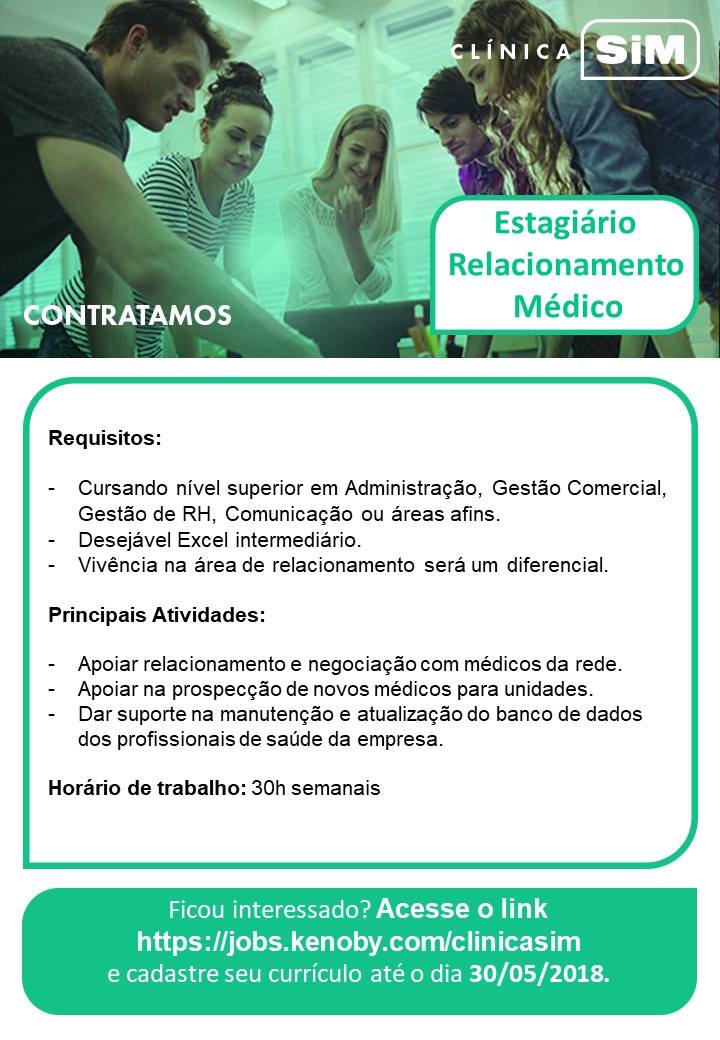 CLÍNICA SiM
Estagiário
Relacionamento
Médico
CONTRATAMOS
Requisitos:
- Cursando nível superior em Administração, Gestão Comercial,
Gestão de RH, Comunicação ou áreas afins.
- Desejável Excel intermediário.
- Vivência na área de relacionamento será um diferencial.
Principais Atividades:
- Apoiar relacionamento e negociação com médicos da rede.
- Apoiar na prospecção de novos médicos para unidades.
- Dar suporte na manutenção e atualização do banco de dados
dos profissionais de saúde da empresa.
Horário de trabalho: 30h semanais
Ficou interessado? Acesse o link
https://jobs.kenoby.com/clinicasim
e cadastre seu currículo até o dia 30/05/2018.